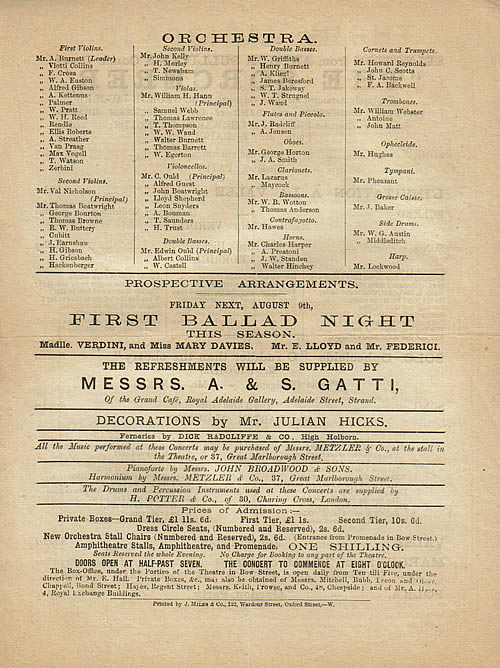 ORCHESTRA.
First Violins.
Mr. A. Burnett (Leader)
„ Viotti Collins
„ F. Cresa
„ W. A. Easton
„ Alfred Gibson
„ A. Kettenus
„ Palmer
„ W. Pratt
„ W. H. Reed
„ Rendle
„ Ellis Roberts
„ A. Streather
„ Van Praag
„ Max Vogell
„ T. Watson
„ Zerbini
Second Violins.
Mr. Val Nicholson
(Principal)
Mr. Thomas Boatwright
„ George Bourton
„ Thomas Browne
„ R. W. Buttery
„ Cubitt
„ J. Earnshaw
„ H. Gibson
„ H. Griesbach
„ Hackenberger
Second Violins.
Mr. John Kelly
„ H. Morley
„ T. Newsham
„ Simmons
Violas.
Mr. William H. Hann
(Principal)
„ Samuel Webb
„ Thomas Lawrence
„ T. Thompson
„ W. W. Waud
„ Walter Burnett
„ Thomas Barrett
„ W. Egerton
Violoncellos.
Mr. C. Ould (Principal)
„ Alfred Guest
„ John Boatwright
„ Lloyd Shepherd
„ Leon Snyders
„ A. Bouman
„ T. Saunders
„ H. Trust
Double Basses.
Mr. Edwin Ould (Principal)
„ Albert Collins
„ W. Castell
Double Basses.
Mr. W. Griffiths
„ Henry Burnett
„ A. Kliegl
„ James Beresford
„ S. T. Jakeway
„ W. T. Strugnel
„ J. Waud
Flutes and Piccolo.
Mr. J. Radcliff
„ A. Jensen
Oboes.
Mr. George Horton
„ J. A. Smith
Clarionets.
Mr. Lazarus
„ Maycock
Bassoons.
Mr. W. B. Wotton
„ Thomas Anderson
Contrafagotto.
Mr. Hawes
Horns.
Mr. Charles Harper
„ A. Preatoni
„ J. W. Standen
„ Walter Hinchey
Cornets and Trumpets.
Mr. Howard Reynolds
„ John C. Scotts
„ St. Jacome
„ F. A. Backwell
Trombones.
Mr. William Webster
„ Antoine
„ John Matt
Ophecleide.
Mr. Hughes
Tympani.
Mr. Pheasant
Grosse Caisse.
Mr. J. Baker
Side Drums.
Mr. W. G. Austin
„ Middleditch
Harp.
Mr. Lockwood
PROSPECTIVE ARRANGEMENTS.
FRIDAY NEXT, AUGUST 9th,
FIRST BALLAD NIGHT
THIS SEASON.
Madlle. VERDINI, and Miss MARY DAVIES. Mr. E. LLOYD and Mr. FEDERICI.
THE REFRESHMENTS WILL BE SUPPLIED BY
MESSRS. A. & S. GATTI,
Of the Grand Café, Royal Adelaide Gallery, Adelaide Street, Strand.
DECORATIONS by Mr. JULIAN HICKS.
Ferneries by DICK RADCLIFFE & CO., High Holborn.
All the Music performed at these Concerts may be purchased of Messrs. METZLER & Co., at the stall in
the Theatre, or 37, Great Marlborough Street.
Pianoforte by Messrs. JOHN BROADWOOD & SONS.
Harmonium by Messrs. METZLER & Co., 37, Great Marlborough Street.
The Drums and Percussion Instruments used at these Concerts are supplied by
H. POTTER & Co., of 30, Charing Cross, London.
Prices of Admission:—
Private Boxes—Grand Tier, £1 11s. 6d. First Tier, £1 1s. Second Tier, 10s. 6d.
Dress Circle Seats, (Numbered and Reserved), 2s. 6d.
New Orchestra Stall Chairs (Numbered and Reserved), 2s. 6d. (Entrance from Promenade in Bow Street.)
Amphitheatre Stalls, Amphitheatre, and Promenade. ONE SHILLING.
Seats Reserved the whole Evening. No Charge for Booking to any part of the Theatre.
DOORS OPEN AT HALF-PAST SEVEN. THE CONCERT TO COMMENCE AT EIGHT O'CLOCK.
The Box-Office, under the Portico of the Theatre in Bow Street, is open daily from Ten till Five, under the
direction of Mr. E. Hall. Private Boxes, &c., may also be obtained of Messrs. Mitchell, Bubb, Lacon and Ollier,
Chappell, Bond Street; Hayes, Regent Street; Messrs. Keith, Prowse, and Co., 48, Cheapside; and of Mr. A. Hays,
4, Royal Exchange Buildings.
Printed by J. MILES & Co., 122, Wardour Street, Oxford Street,—W.